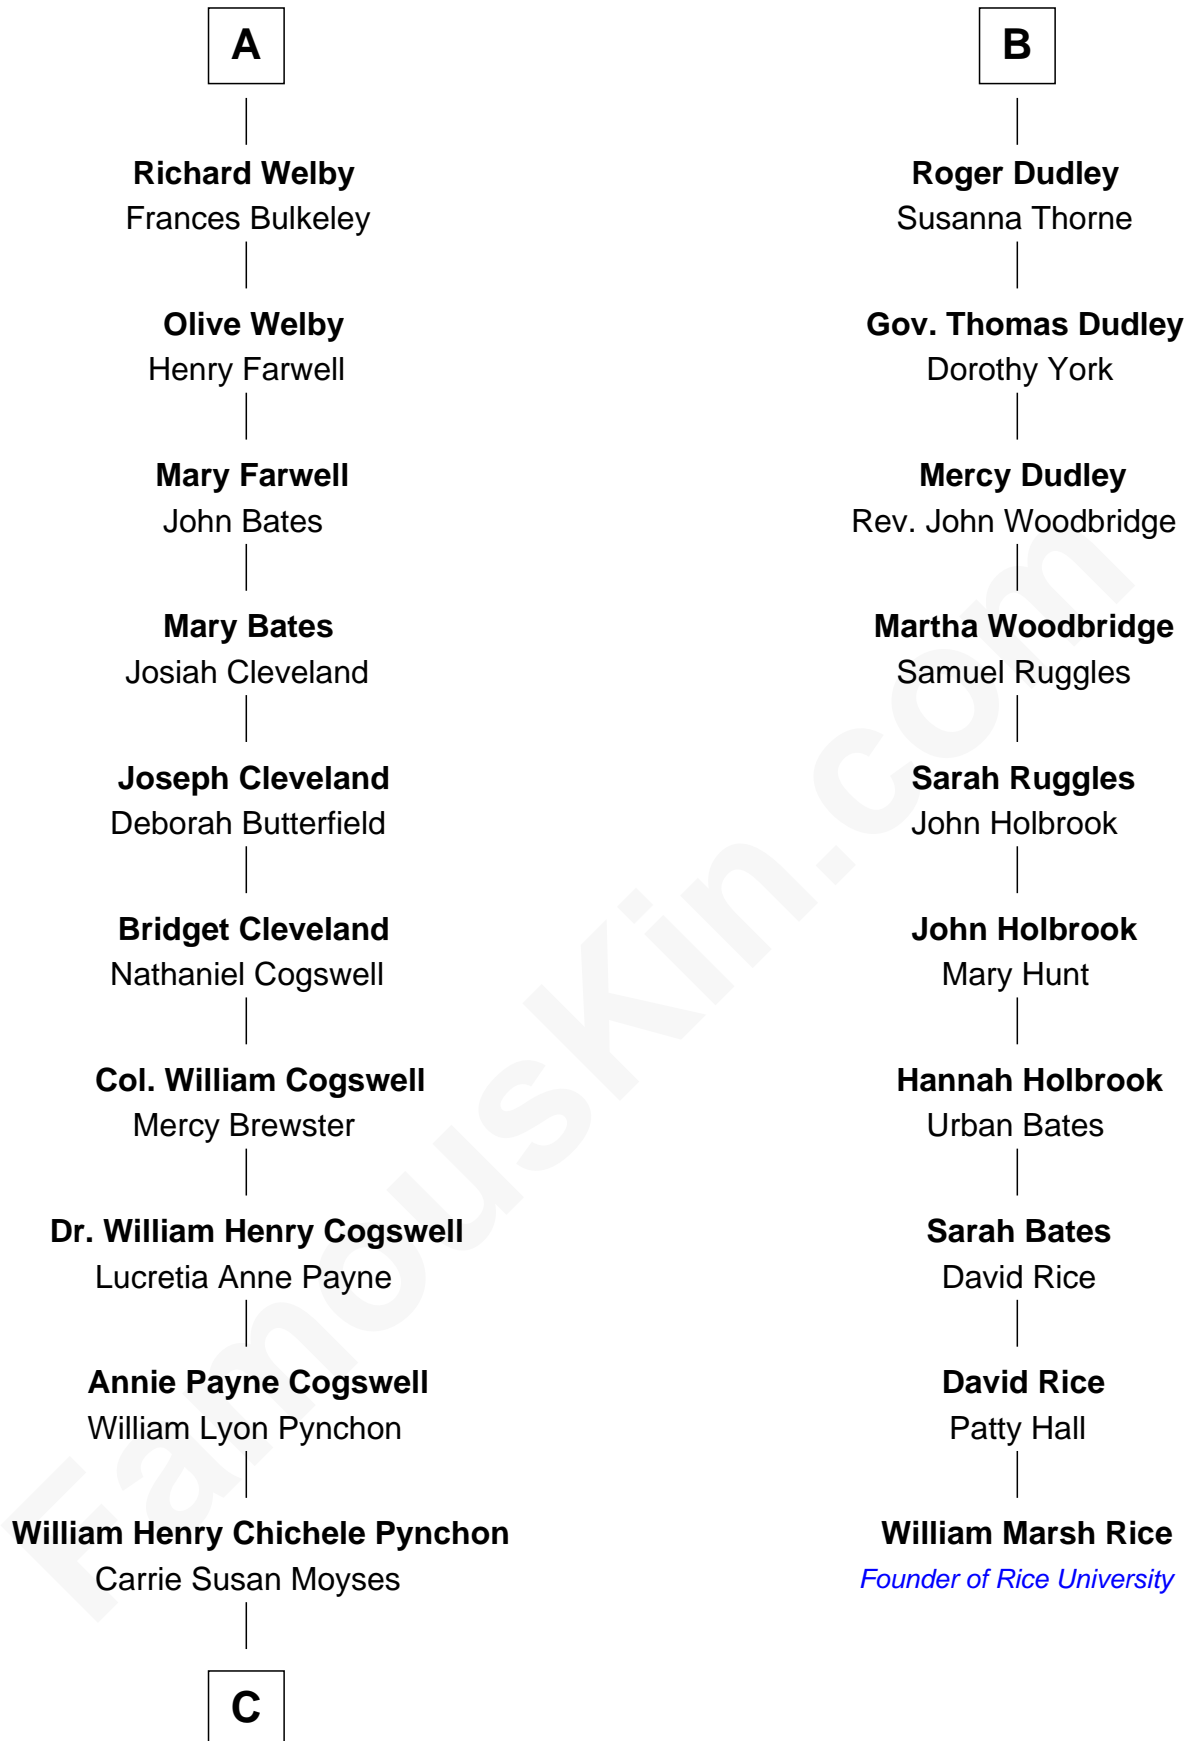 A
Richard Welby
Frances Bulkeley
Olive Welby
Henry Farwell
Mary Farwell
John Bates
Mary Bates
Josiah Cleveland
Joseph Cleveland
Deborah Butterfield
Bridget Cleveland
Nathaniel Cogswell
Col. William Cogswell
Mercy Brewster
Dr. William Henry Cogswell
Lucretia Anne Payne
Annie Payne Cogswell
William Lyon Pynchon
William Henry Chichele Pynchon
Carrie Susan Moyses
C
B
Roger Dudley
Susanna Thorne
Gov. Thomas Dudley
Dorothy York
Mercy Dudley
Rev. John Woodbridge
Martha Woodbridge
Samuel Ruggles
Sarah Ruggles
John Holbrook
John Holbrook
Mary Hunt
Hannah Holbrook
Urban Bates
Sarah Bates
David Rice
David Rice
Patty Hall
William Marsh Rice
Founder of Rice University
FamousKin.com